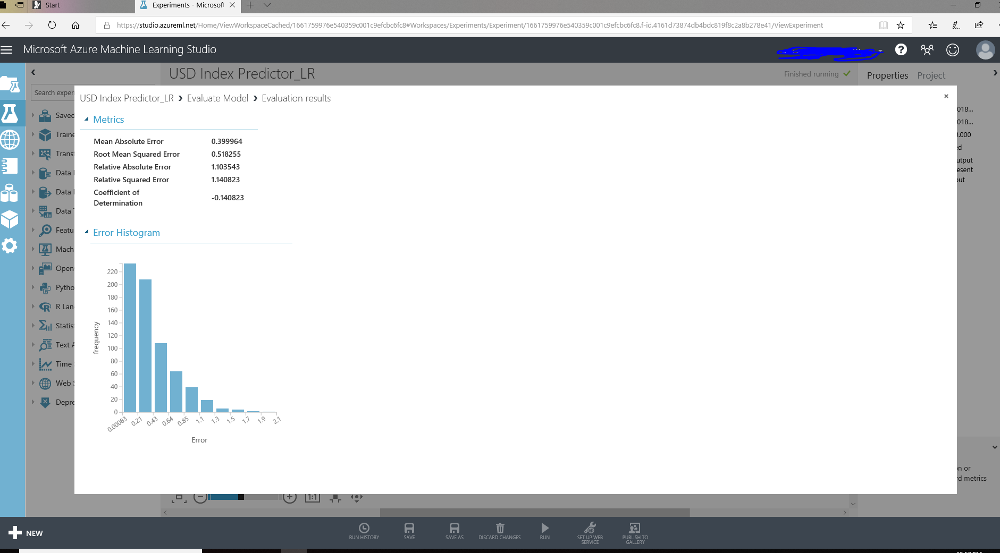 Start
Experiments - Microsof
https://studio.azureml.net/Home/ViewWorkspaceCached/1661759976e540359c001c9efcbc6fc8#Workspaces/Experiments/Experiment/1661759976e540359c001c9efcbc6fc8.f-id.4161d73874db4bdc819f8c2a8b278e41/ViewExperiment
Microsoft Azure Machine Learning Studio
USD Index Predictor_LR
Finished running
Properties Project
Search exper
USD Index Predictor_LR > Evaluate Model > Evaluation results
Metrics
Mean Absolute Error 0.399964
Root Mean Squared Error 0.518255
Relative Absolute Error 1.103543
Relative Squared Error 1.140823
Coefficient of
Determination -0.140823
Error Histogram
frequency
220
200
180
160
140
120
100
80
60
40
20
0
0.00083 0.21 0.43 0.64 0.85 1.1 1.3 1.5 1.7 1.9 2.1
Error
Saved
Traine
Transf
Data
Data
Data
Featu
Mach
Open
Pytho
R Lan
Statis
Text A
Time
Web S
Depre
018...
018...
0.000
ed
utput
esent
out
on or
rd metrics
1:1
NEW
RUN HISTORY
SAVE
SAVE AS
DISCARD CHANGES
RUN
SET UP WEB
SERVICE
PUBLISH TO
GALLERY